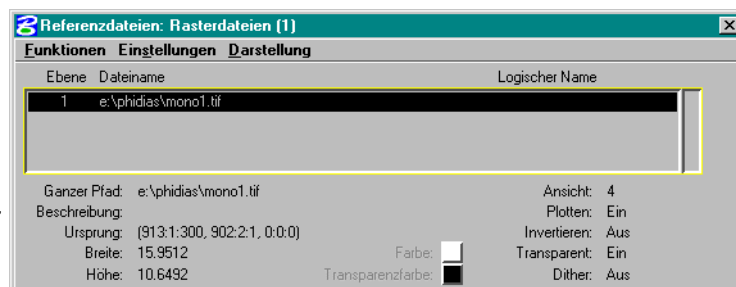 Referenzdateien: Rasterdateien (1)
Funktionen Einstellungen Darstellung
Ebene Dateiname Logischer Name
1 e:\phidias\mono1.tif
Ganzer Pfad: e:\phidias\mono1.tif Ansicht: 4
Beschreibung: Plotten: Ein
Ursprung: (913:1:300, 902:2:1, 0:0:0) Invertieren: Aus
Breite: 15.9512 Farbe: Transparent: Ein
Höhe: 10.6492 Transparenzfarbe: Dither: Aus